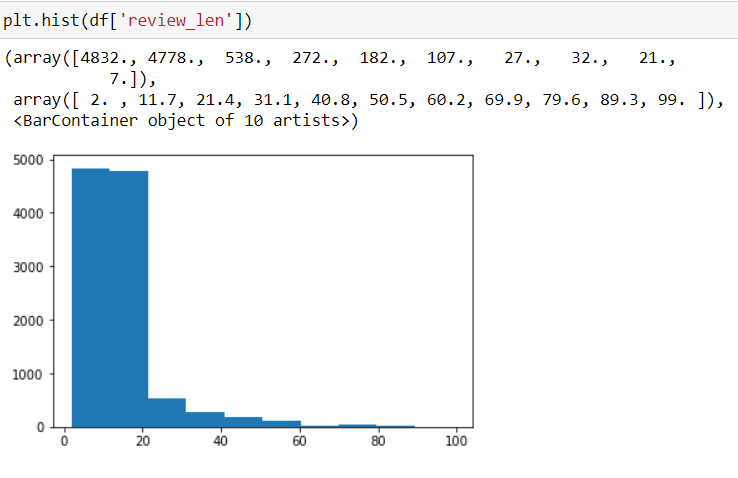 plt.hist(df['review_len'])
(array([4832., 4778., 538., 272., 182., 107., 27., 32., 21.,
7.]),
array([ 2. , 11.7, 21.4, 31.1, 40.8, 50.5, 60.2, 69.9, 79.6, 89.3, 99. ]),
<BarContainer object of 10 artists>)
5000
4000
3000
2000
1000
0
0 20 40 60 80 100